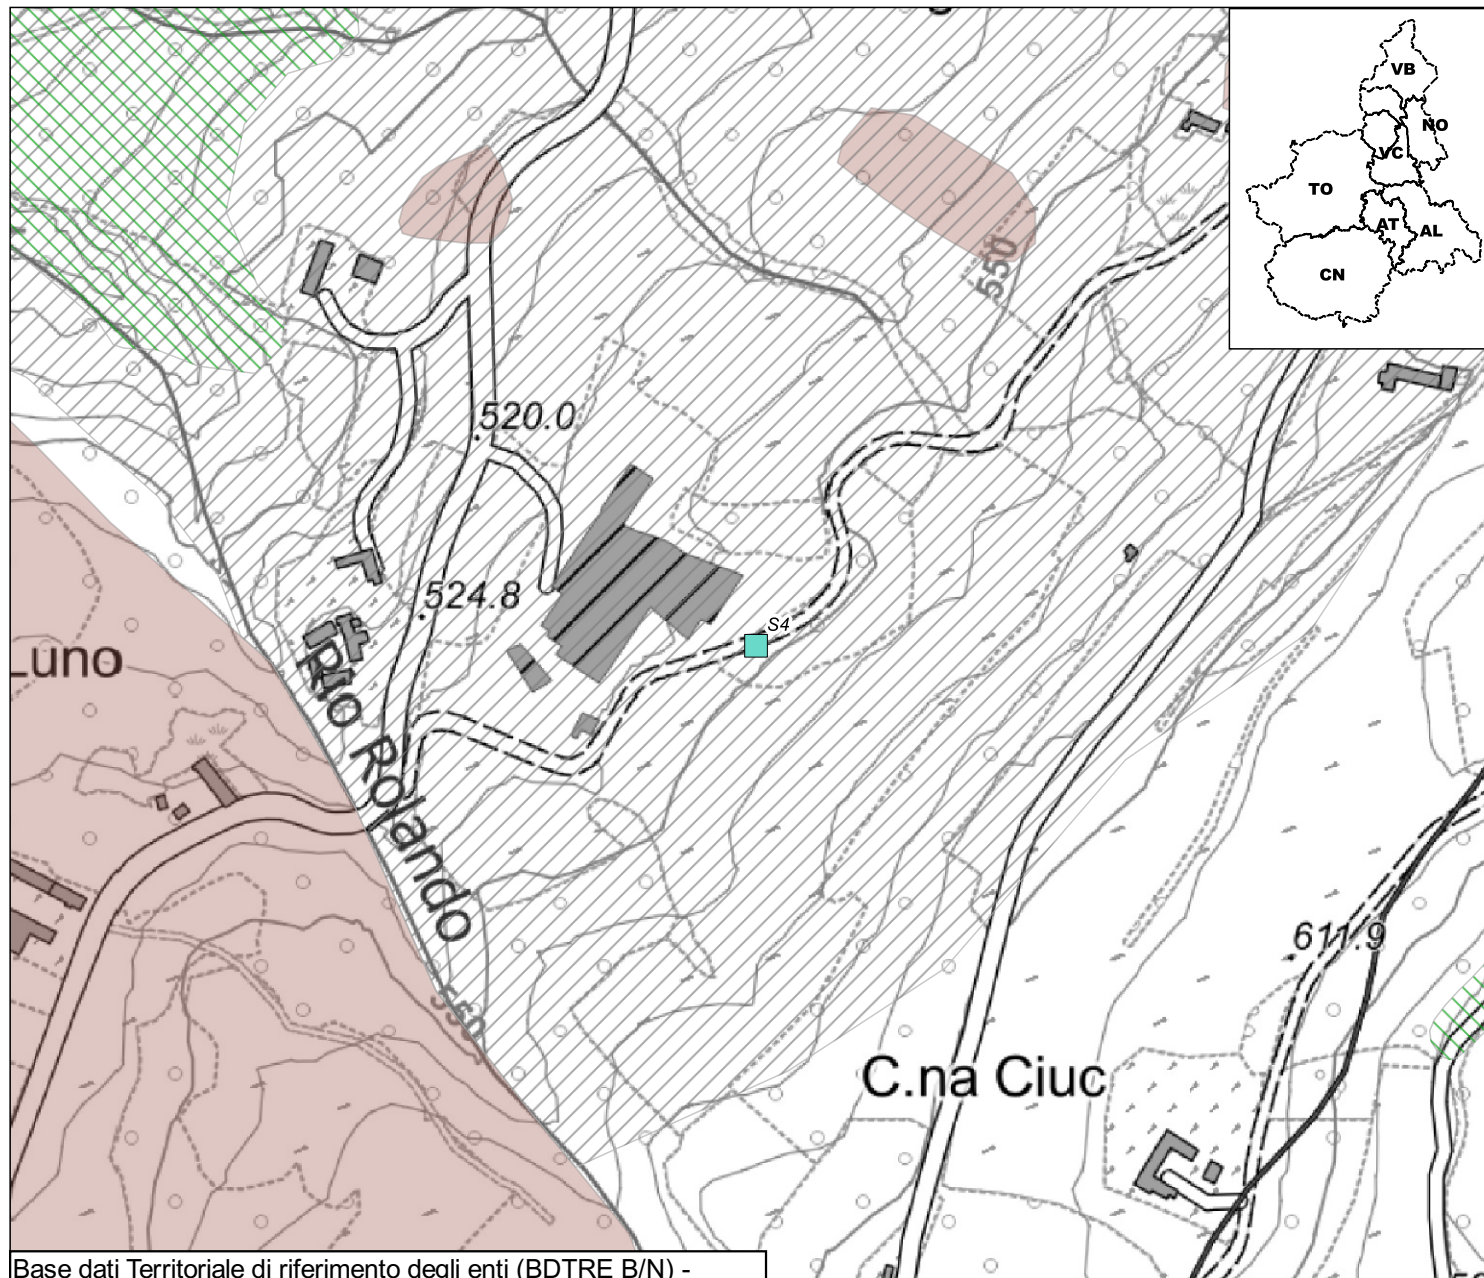 VB
NO
VC
TO
AT
AL
CN
550
520.0
524.8
S4
Luno
Rio Rolando
611.9
550
C.na Ciuc
Base dati Territoriale di riferimento degli enti (BDTRE B/N) -